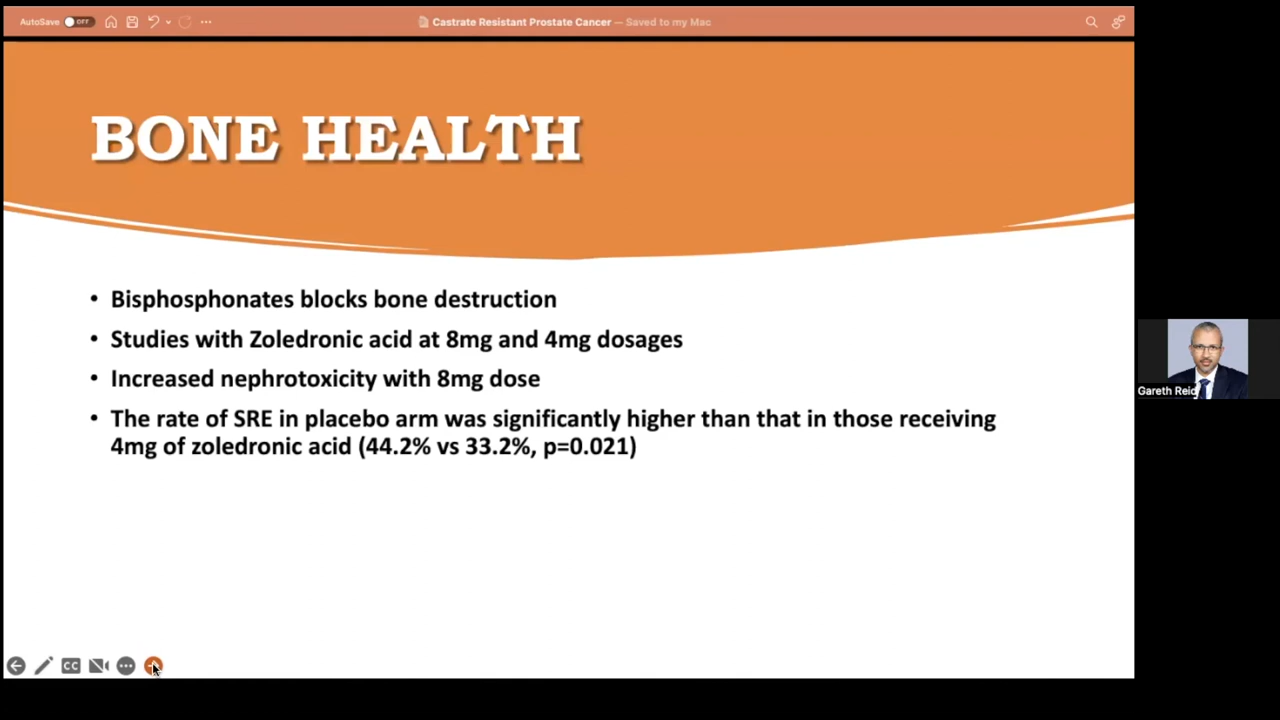 AutoSave OFF
Castrate Resistant Prostate Cancer — Saved to my Mac
BONE HEALTH
• Bisphosphonates blocks bone destruction
• Studies with Zoledronic acid at 8mg and 4mg dosages
• Increased nephrotoxicity with 8mg dose
• The rate of SRE in placebo arm was significantly higher than that in those receiving
4mg of zoledronic acid (44.2% vs 33.2%, p=0.021)
Gareth Reid
CC